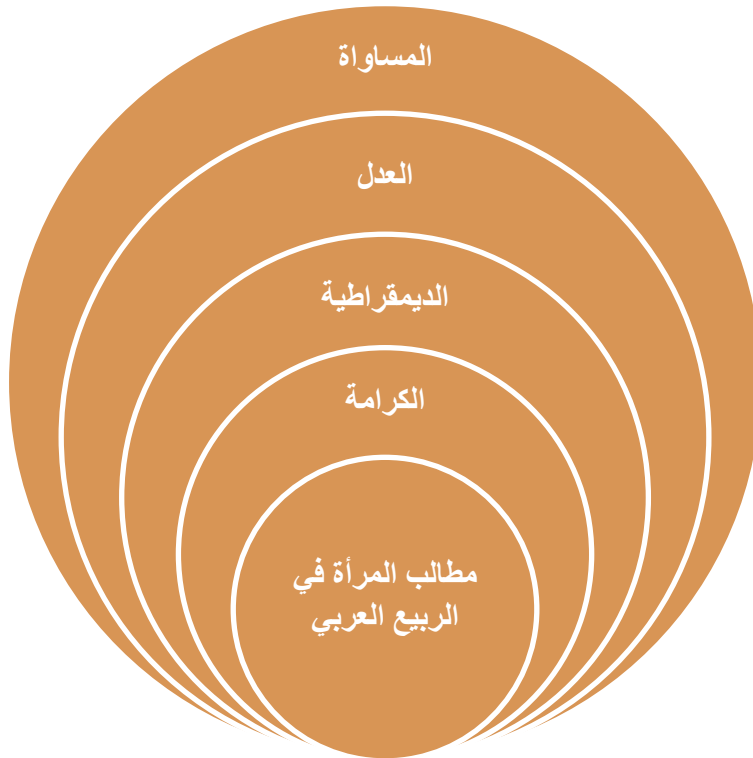 المساواة
العدل
الديمقراطية
الكرامة
مطالب المرأة في
الربيع العربي